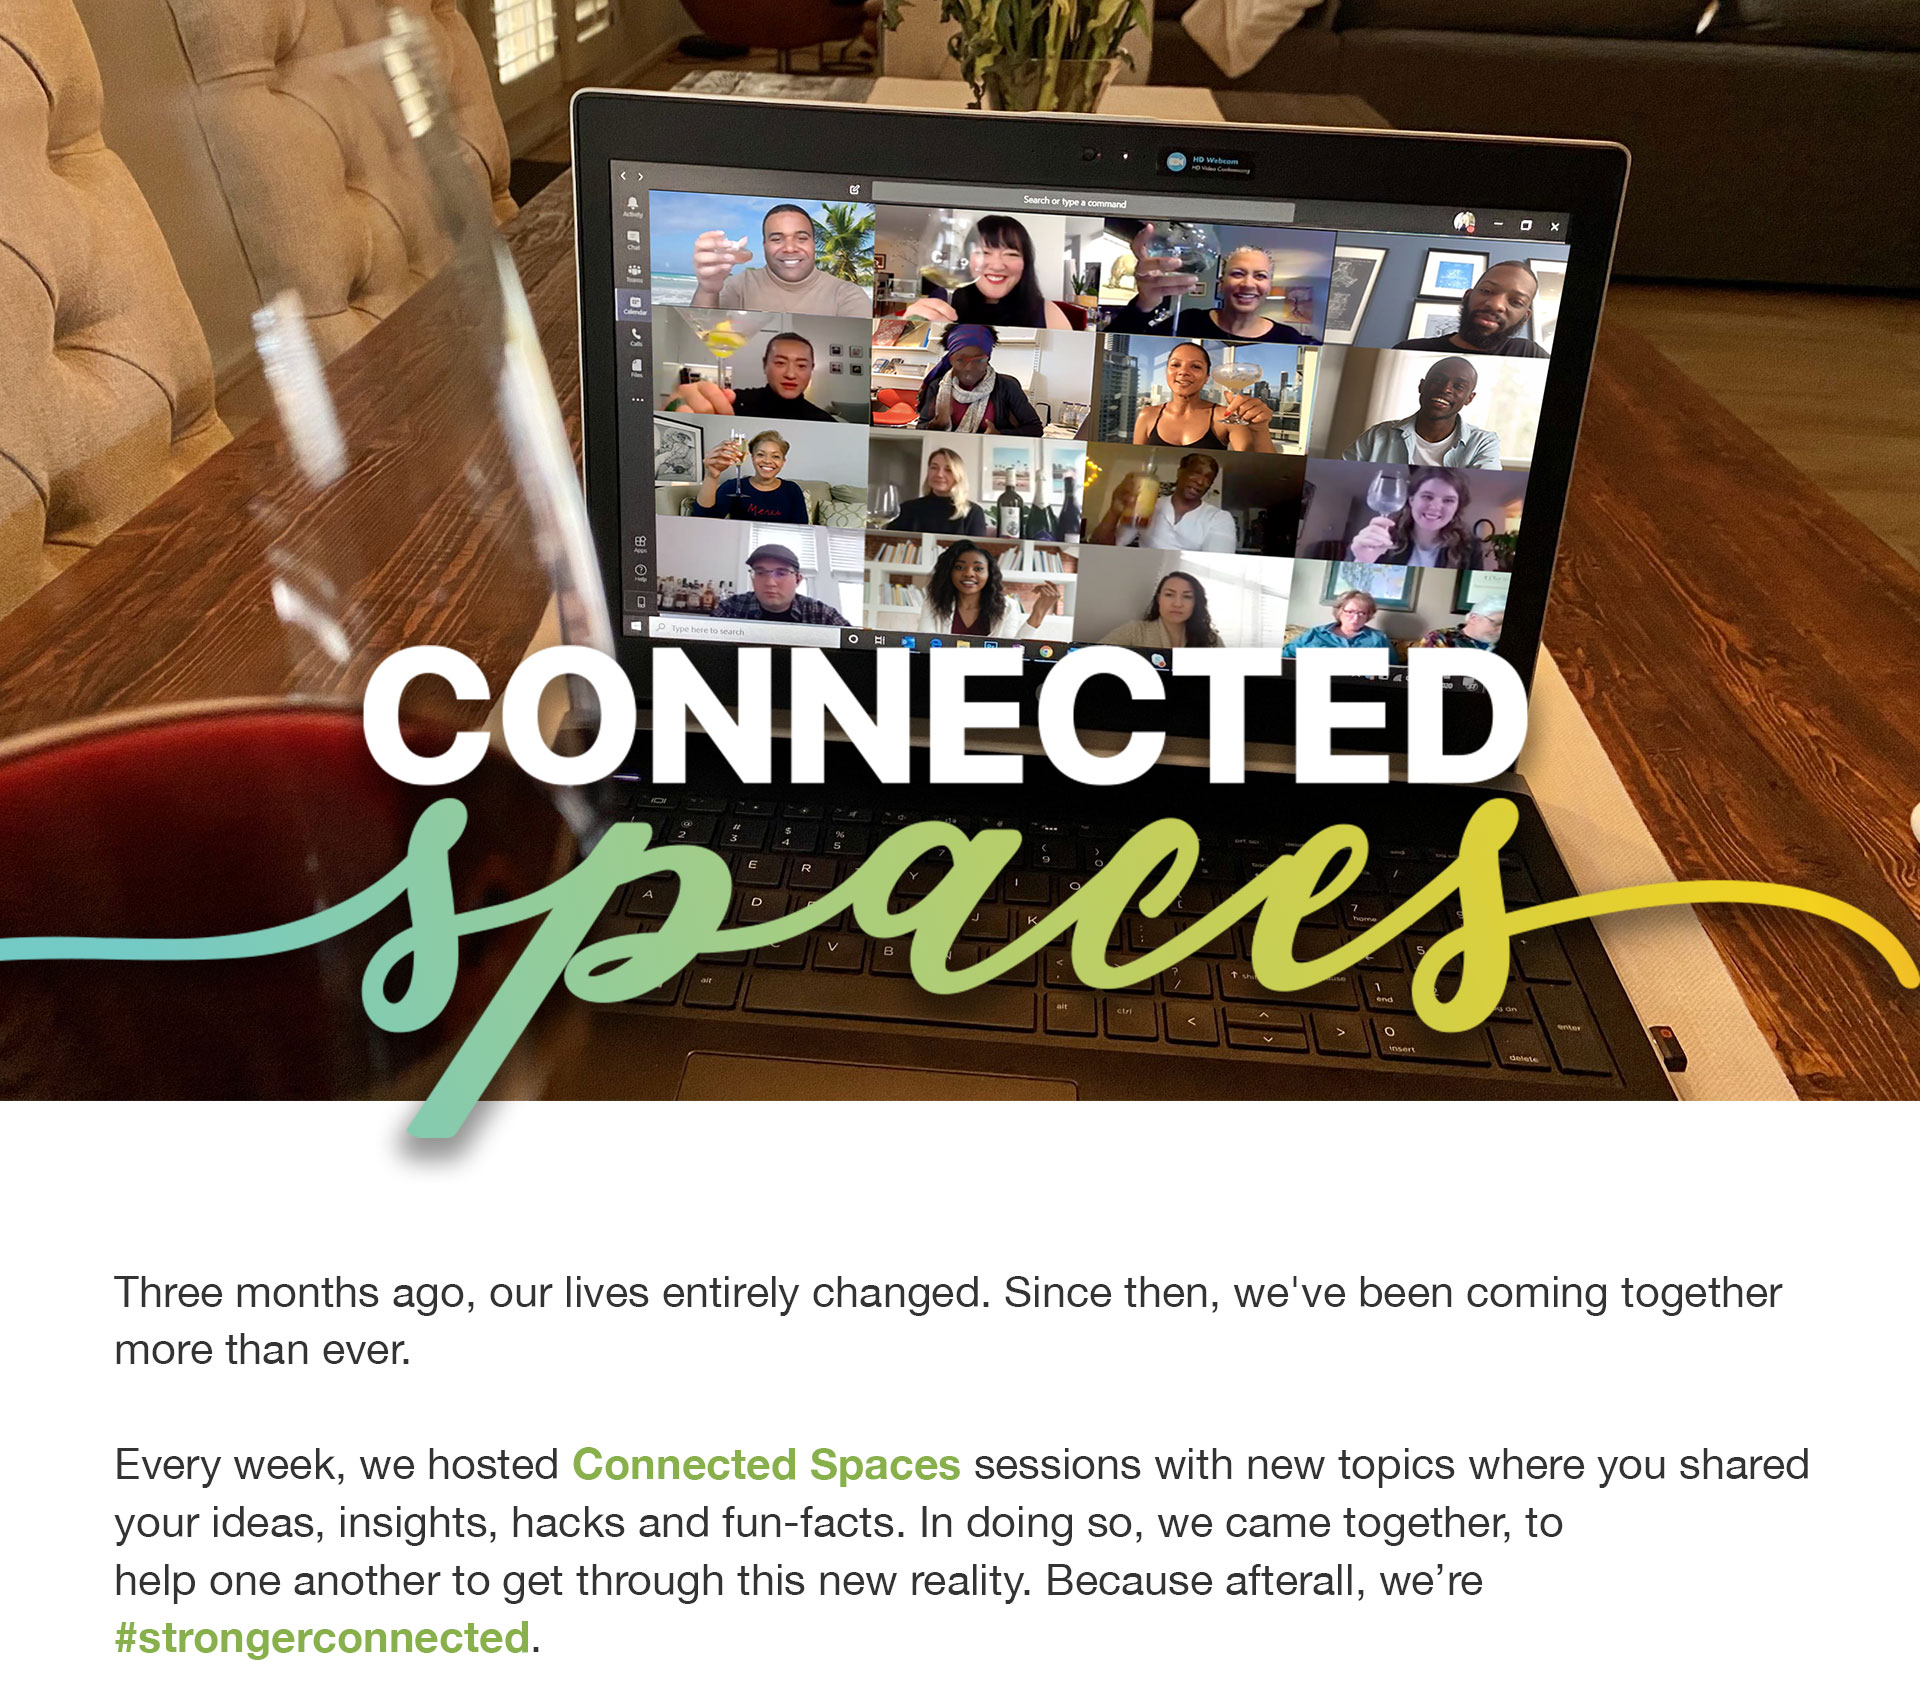 HD Webcam
HD Video Conferencing
Search or type a command
Activity
Chat
Teams
Calendar
Calls
Files
Merci
Apps
Help
Type here to search
CONNECTED
spaces
Three months ago, our lives entirely changed. Since then, we've been coming together
more than ever.
Every week, we hosted Connected Spaces sessions with new topics where you shared
your ideas, insights, hacks and fun-facts. In doing so, we came together, to
help one another to get through this new reality. Because afterall, we’re
#strongerconnected.